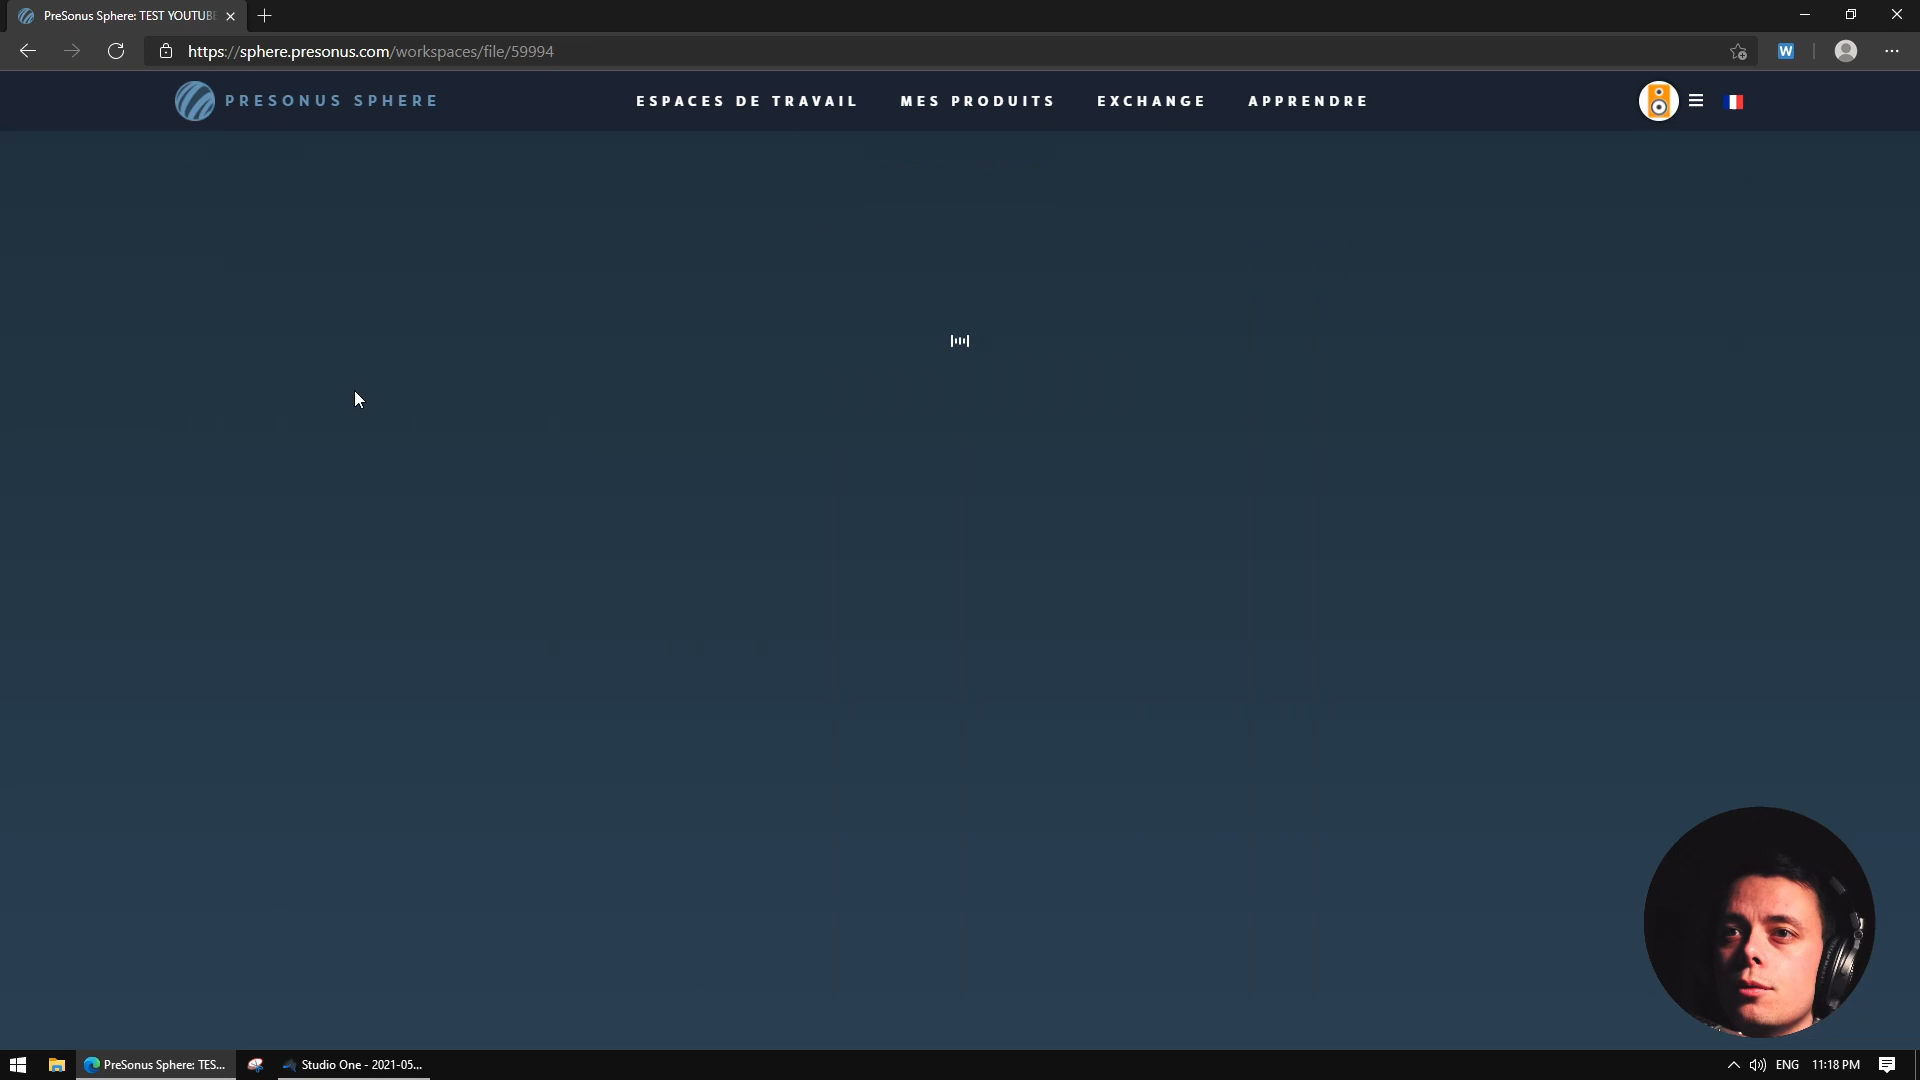 PreSonus Sphere: TEST YOUTUBE
https://sphere.presonus.com/workspaces/file/59994
W
PRESONUS SPHERE
ESPACES DE TRAVAIL
MES PRODUITS
EXCHANGE
APPRENDRE
PreSonus Sphere: TES...
Studio One - 2021-05...
ENG
11:18 PM